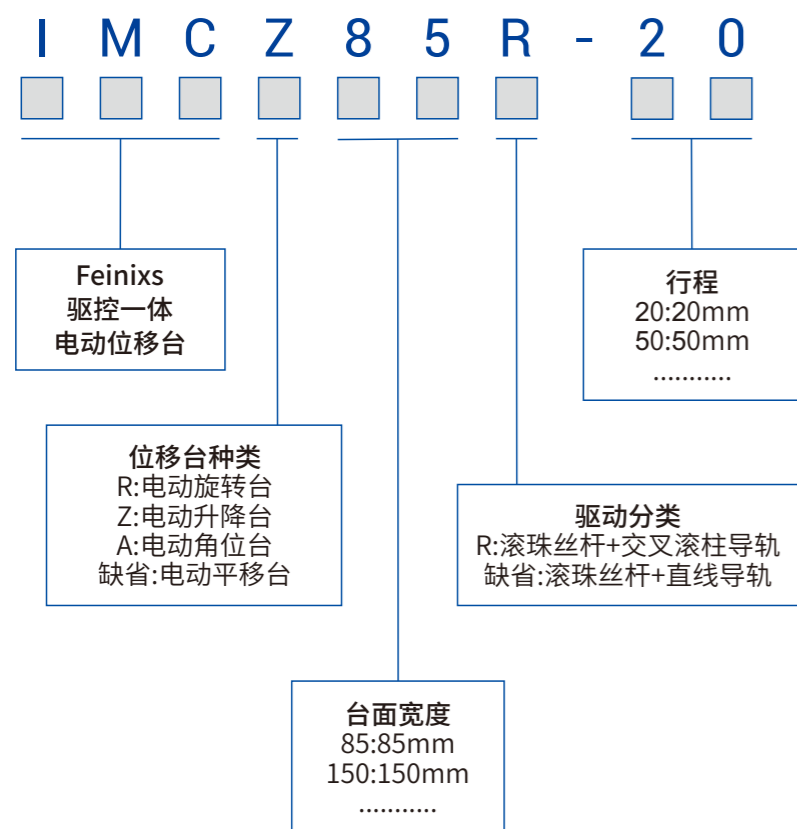 I M C Z 8 5 R - 2 0
Feinixs
驱控一体
电动位移台
行程
20:20mm
50:50mm
...........
位移台种类
R:电动旋转台
Z:电动升降台
A:电动角位台
缺省:电动平移台
驱动分类
R:滚珠丝杆+交叉滚柱导轨
缺省:滚珠丝杆+直线导轨
台面宽度
85:85mm
150:150mm
...........